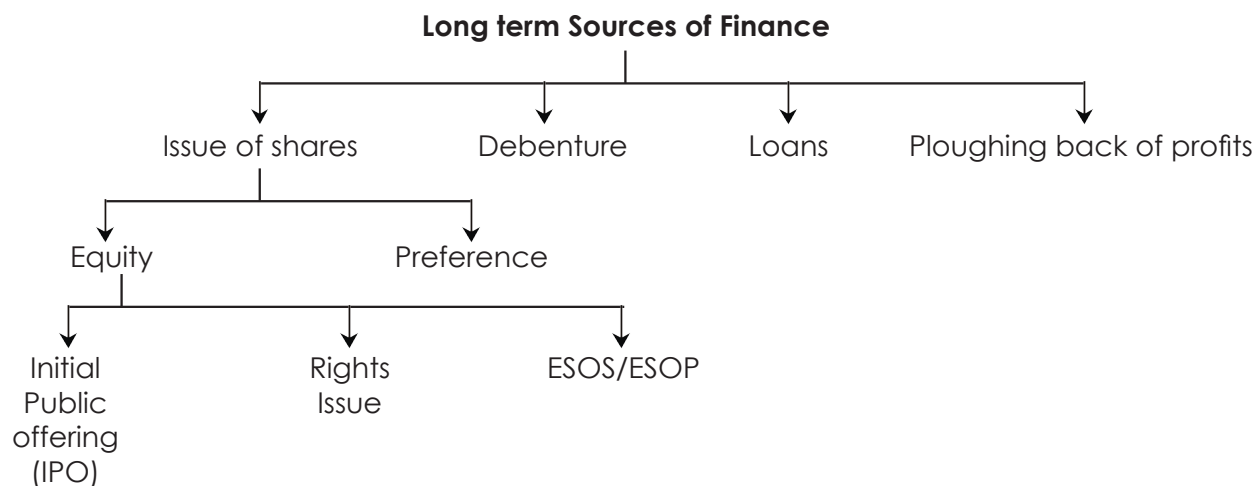 Long term Sources of Finance
Issue of shares
Debenture
Loans
Ploughing back of profits
Equity
Preference
Initial
Public
offering
(IPO)
Rights
Issue
ESOS/ESOP